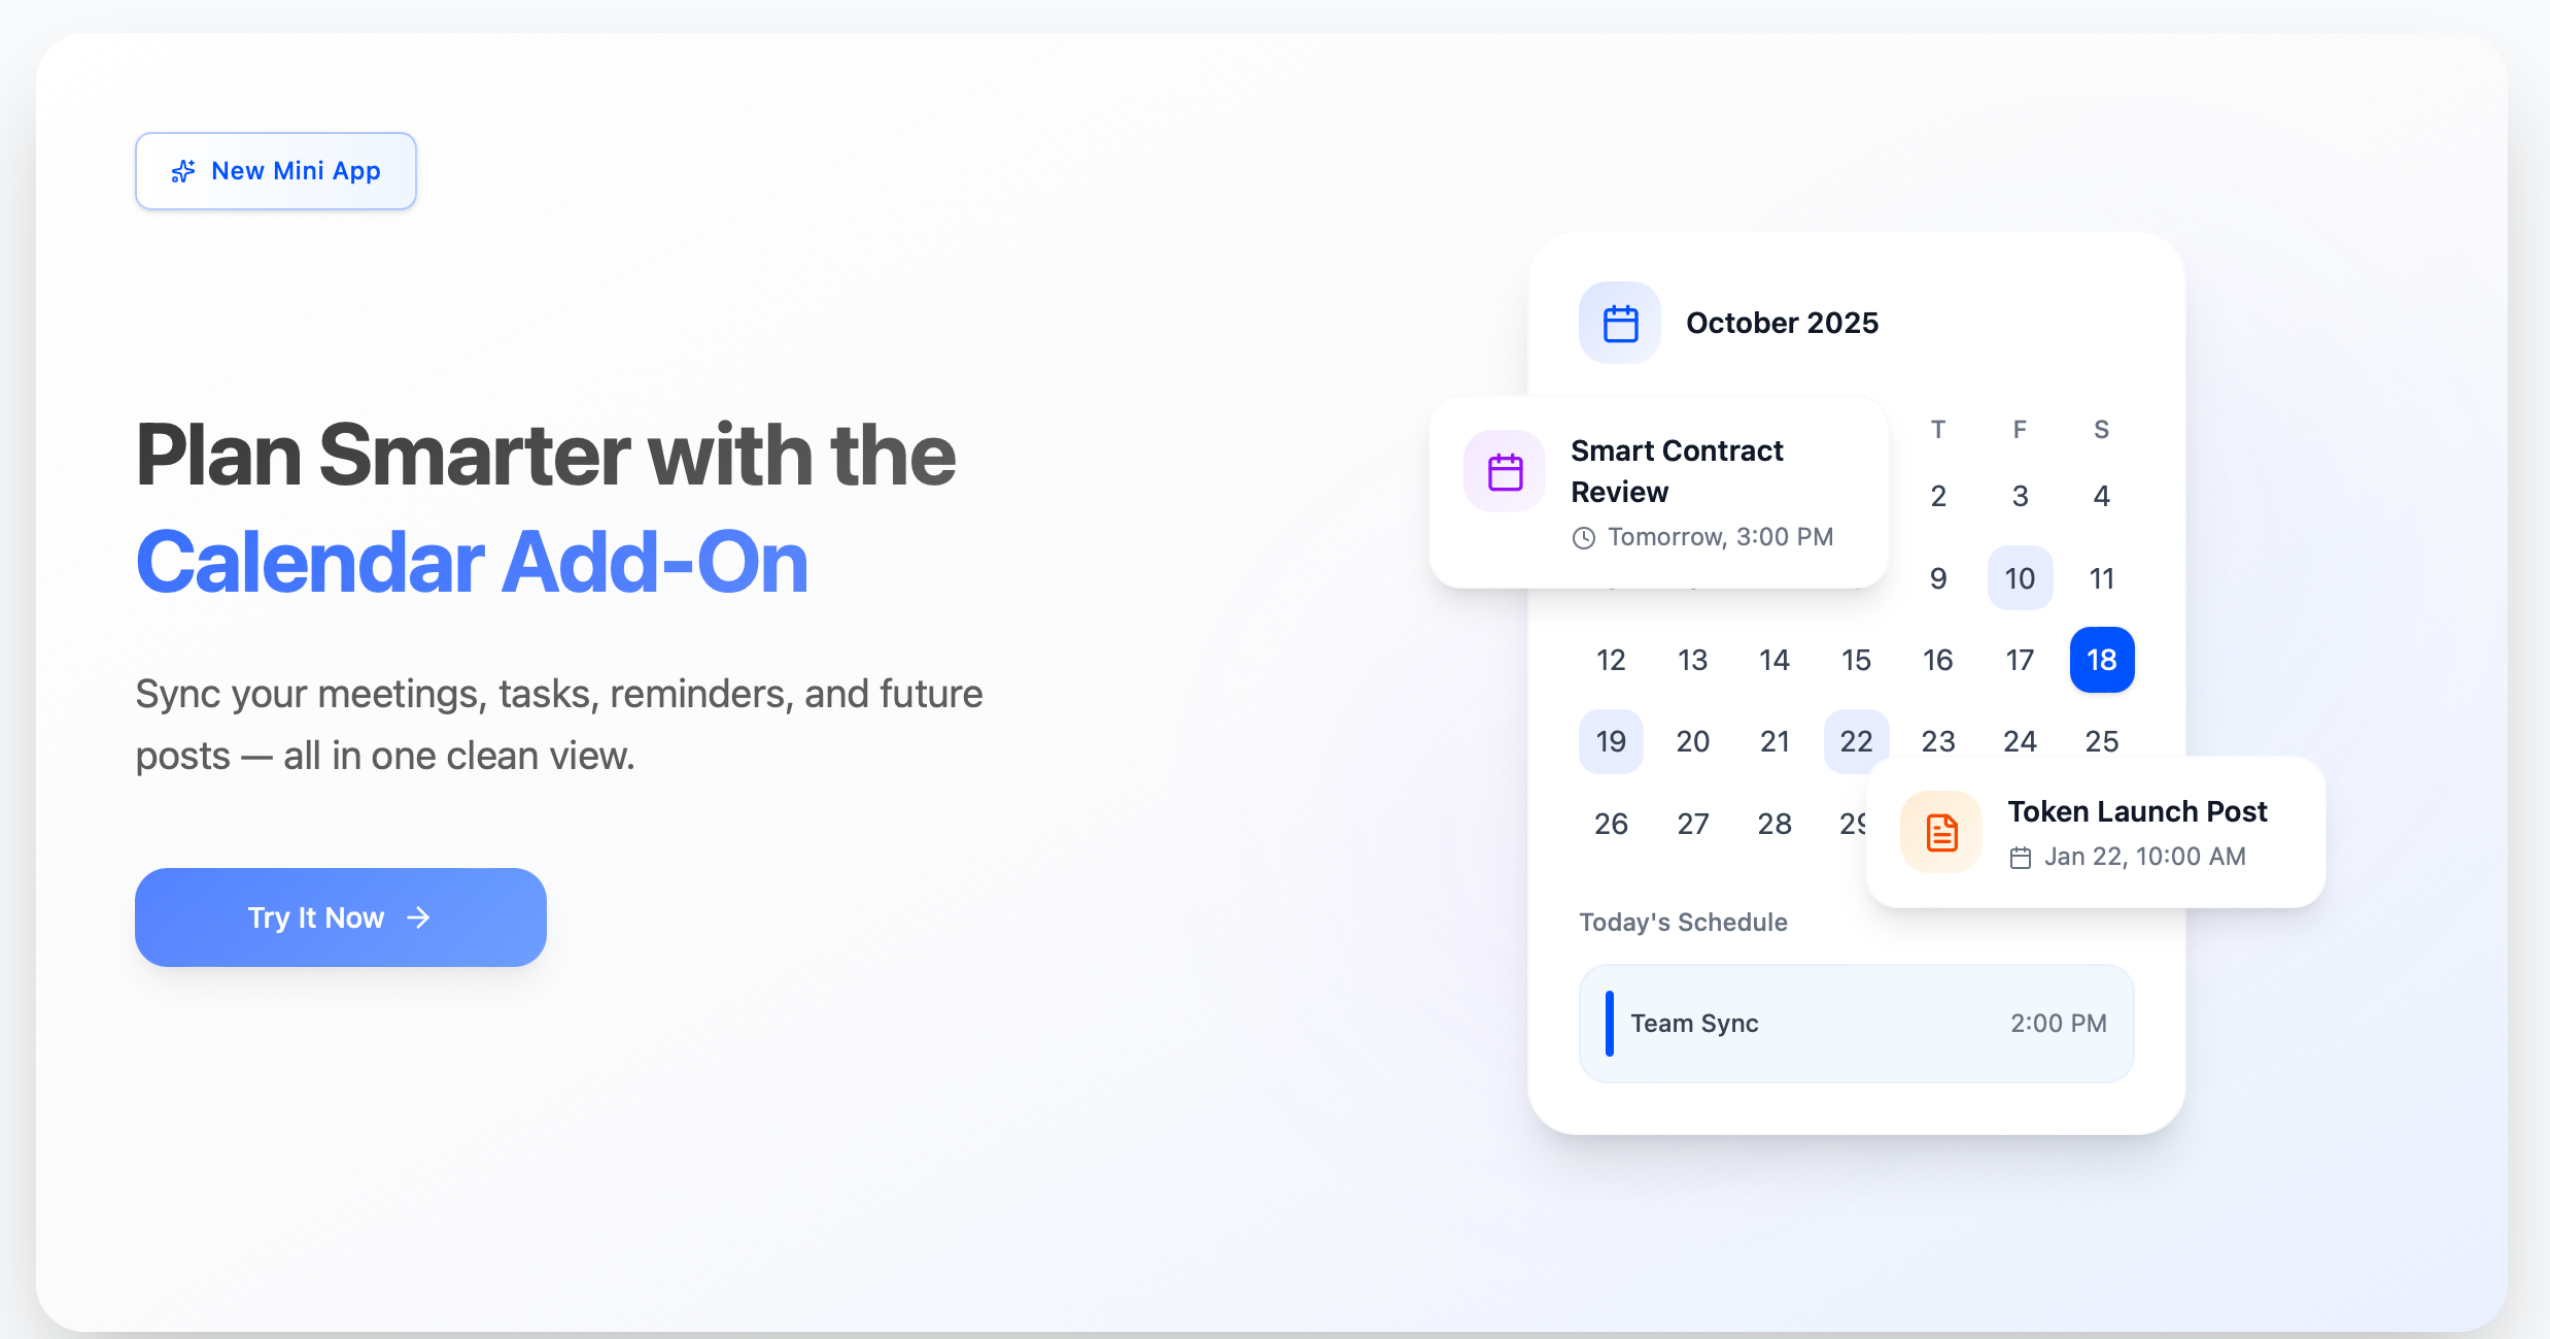 New Mini App
Plan Smarter with the
Calendar Add-On
Sync your meetings, tasks, reminders, and future
posts — all in one clean view.
Try It Now
October 2025
T F S
2 3 4
9 10 11
12 13 14 15 16 17 18
19 20 21 22 23 24 25
26 27 28 29
Smart Contract
Review
Tomorrow, 3:00 PM
Token Launch Post
Jan 22, 10:00 AM
Today's Schedule
Team Sync 2:00 PM